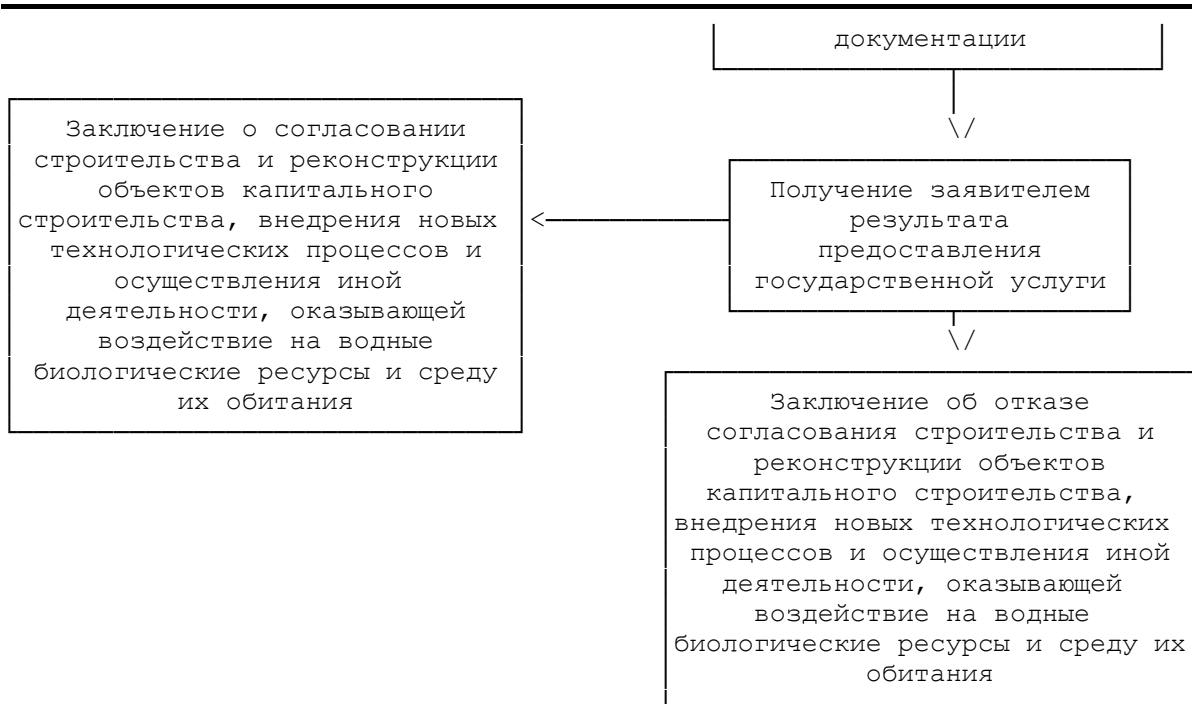 документации
Заключение о согласовании
строительства и реконструкции
объектов капитального
строительства, внедрения новых
технологических процессов и
осуществления иной
деятельности, оказывающей
воздействие на водные
биологические ресурсы и среду
их обитания
Получение заявителем
результата
предоставления
государственной услуги
Заключение об отказе
согласования строительства и
реконструкции объектов
капитального строительства,
внедрения новых технологических
процессов и осуществления иной
деятельности, оказывающей
воздействие на водные
биологические ресурсы и среду их
обитания